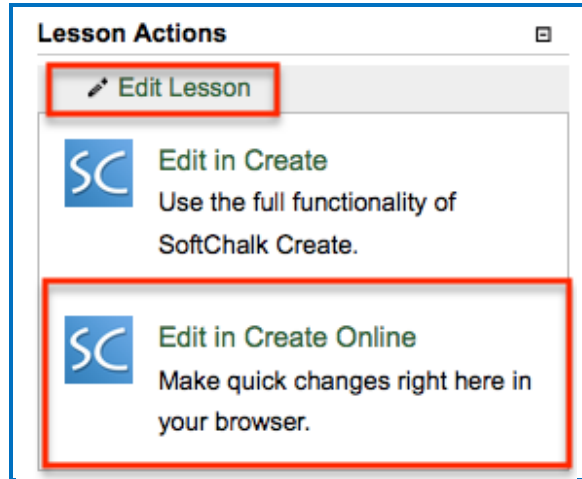 Lesson Actions
Edit Lesson
SC
Edit in Create
Use the full functionality of
SoftChalk Create.
SC
Edit in Create Online
Make quick changes right here in
your browser.